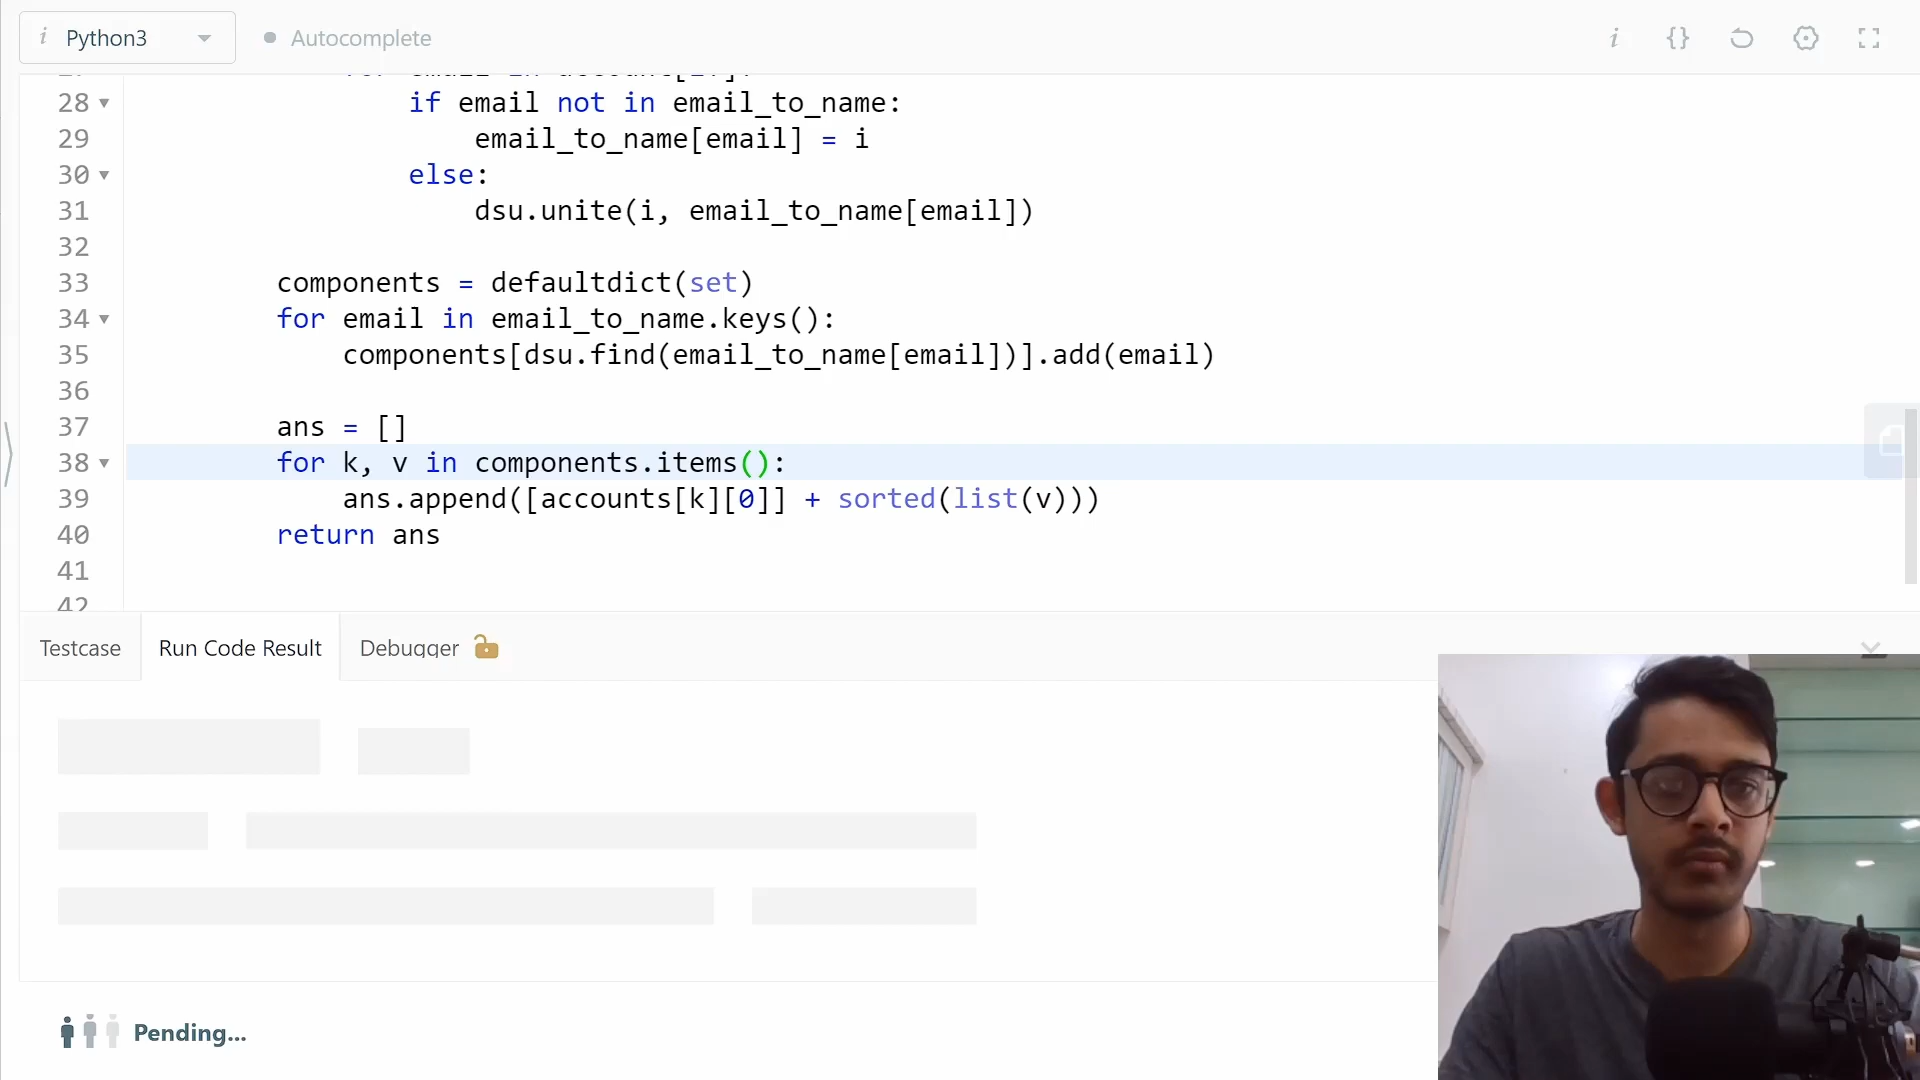 i Python3 Autocomplete i {}
28 if email not in email_to_name:
29 email_to_name[email] = i
30 else:
31 dsu.unite(i, email_to_name[email])
32
33 components = defaultdict(set)
34 for email in email_to_name.keys():
35 components[dsu.find(email_to_name[email])].add(email)
36
37 ans = []
38 for k, v in components.items():
39 ans.append([accounts[k][0]] + sorted(list(v)))
40 return ans
41
42
Testcase Run Code Result Debugger
Pending...